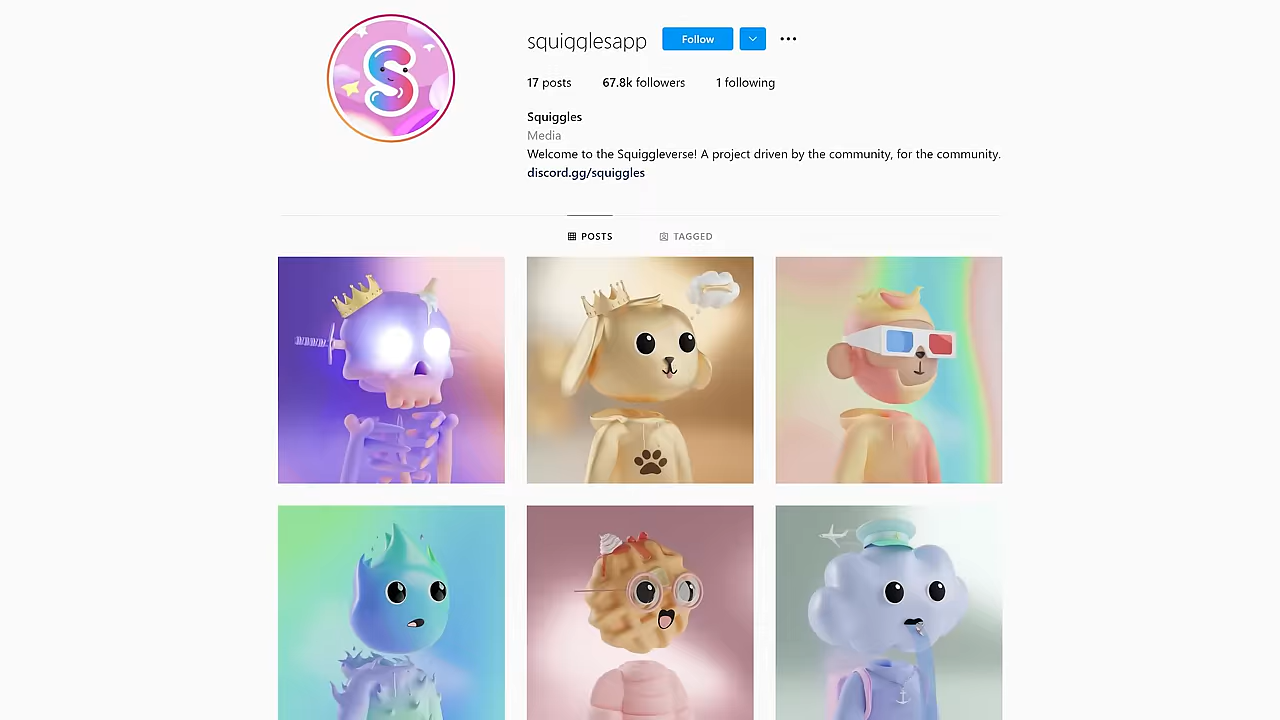 squigglesapp
Follow
17 posts 67.8k followers 1 following
Squiggles
Media
Welcome to the Squiggleverse! A project driven by the community, for the community.
discord.gg/squiggles
POSTS TAGGED